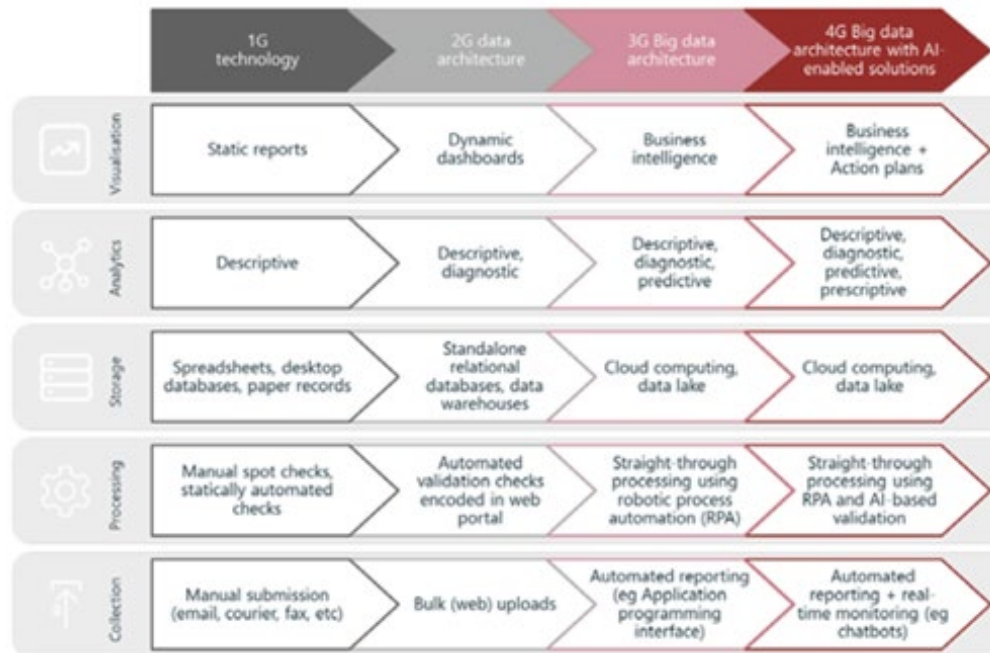 1G
technology
2G data
architecture
3G Big data
architecture
4G Big data
architecture with AI-
enabled solutions
Visualisation
Static reports
Dynamic
dashboards
Business
intelligence
Business
intelligence +
Action plans
Analytics
Descriptive
Descriptive,
diagnostic
Descriptive,
diagnostic,
predictive
Descriptive,
diagnostic,
predictive,
prescriptive
Storage
Spreadsheets, desktop
databases, paper records
Standalone
relational
databases, data
warehouses
Cloud computing,
data lake
Cloud computing,
data lake
Processing
Manual spot checks,
statically automated
checks
Automated
validation checks
encoded in web
portal
Straight-through
processing using
robotic process
automation (RPA)
Straight-through
processing using
RPA and AI-based
validation
Collection
Manual submission
(email, courier, fax, etc)
Bulk (web) uploads
Automated reporting
(eg Application
programming
interface)
Automated
reporting + real-
time monitoring (eg
chatbots)